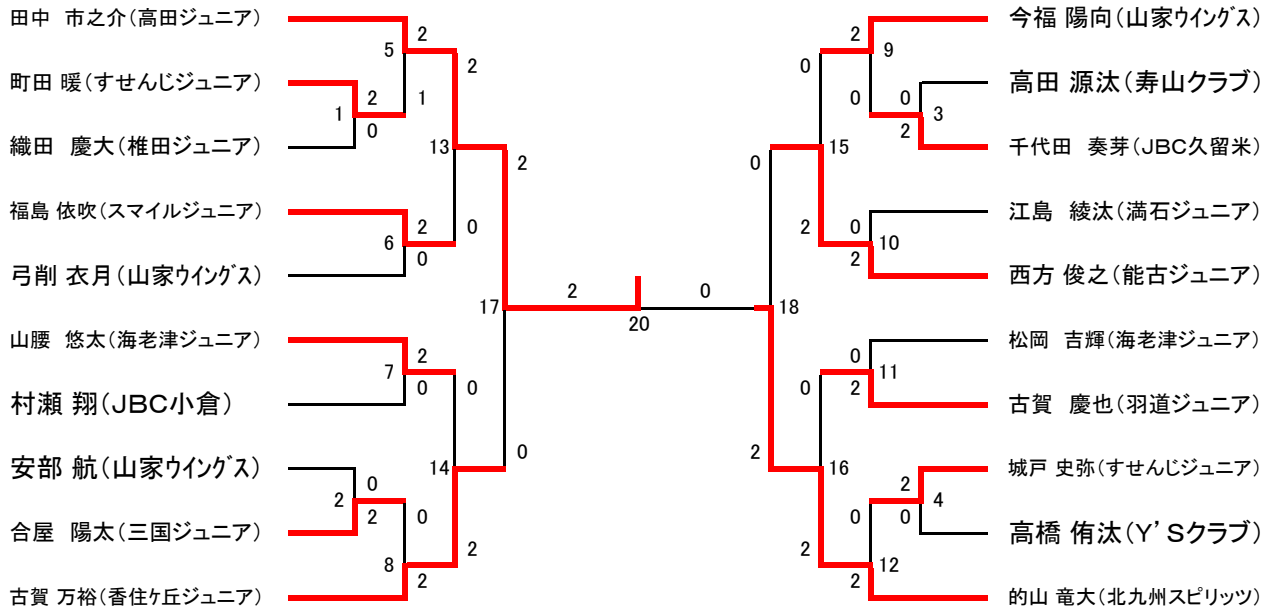 田中 市之介(高田ジュニア)
町田 暖(すせんじジュニア)
織田 慶大(椎田ジュニア)
福島 依吹(スマイルジュニア)
弓削 衣月(山家ウイングス)
山腰 悠太(海老津ジュニア)
村瀬 翔(JBC小倉)
安部 航(山家ウイングス)
合屋 陽太(三国ジュニア)
古賀 万裕(香住ケ丘ジュニア)
5
2
1
1
2
0
13
2
0
6
2
0
7
2
0
14
0
2
2
0
2
8
0
2
17
2
0
2
20
0
18
0
2
15
0
2
9
2
0
3
0
2
10
0
2
11
0
2
16
0
2
4
2
0
12
0
2
今福 陽向(山家ウイングス)
高田 源汰(寿山クラブ)
千代田 奏芽(JBC久留米)
江島 綾汰(満石ジュニア)
西方 俊之(能古ジュニア)
松岡 吉輝(海老津ジュニア)
古賀 慶也(羽道ジュニア)
城戸 史弥(すせんじジュニア)
高橋 侑汰(Y'Sクラブ)
的山 竜大(北九州スピリッツ)